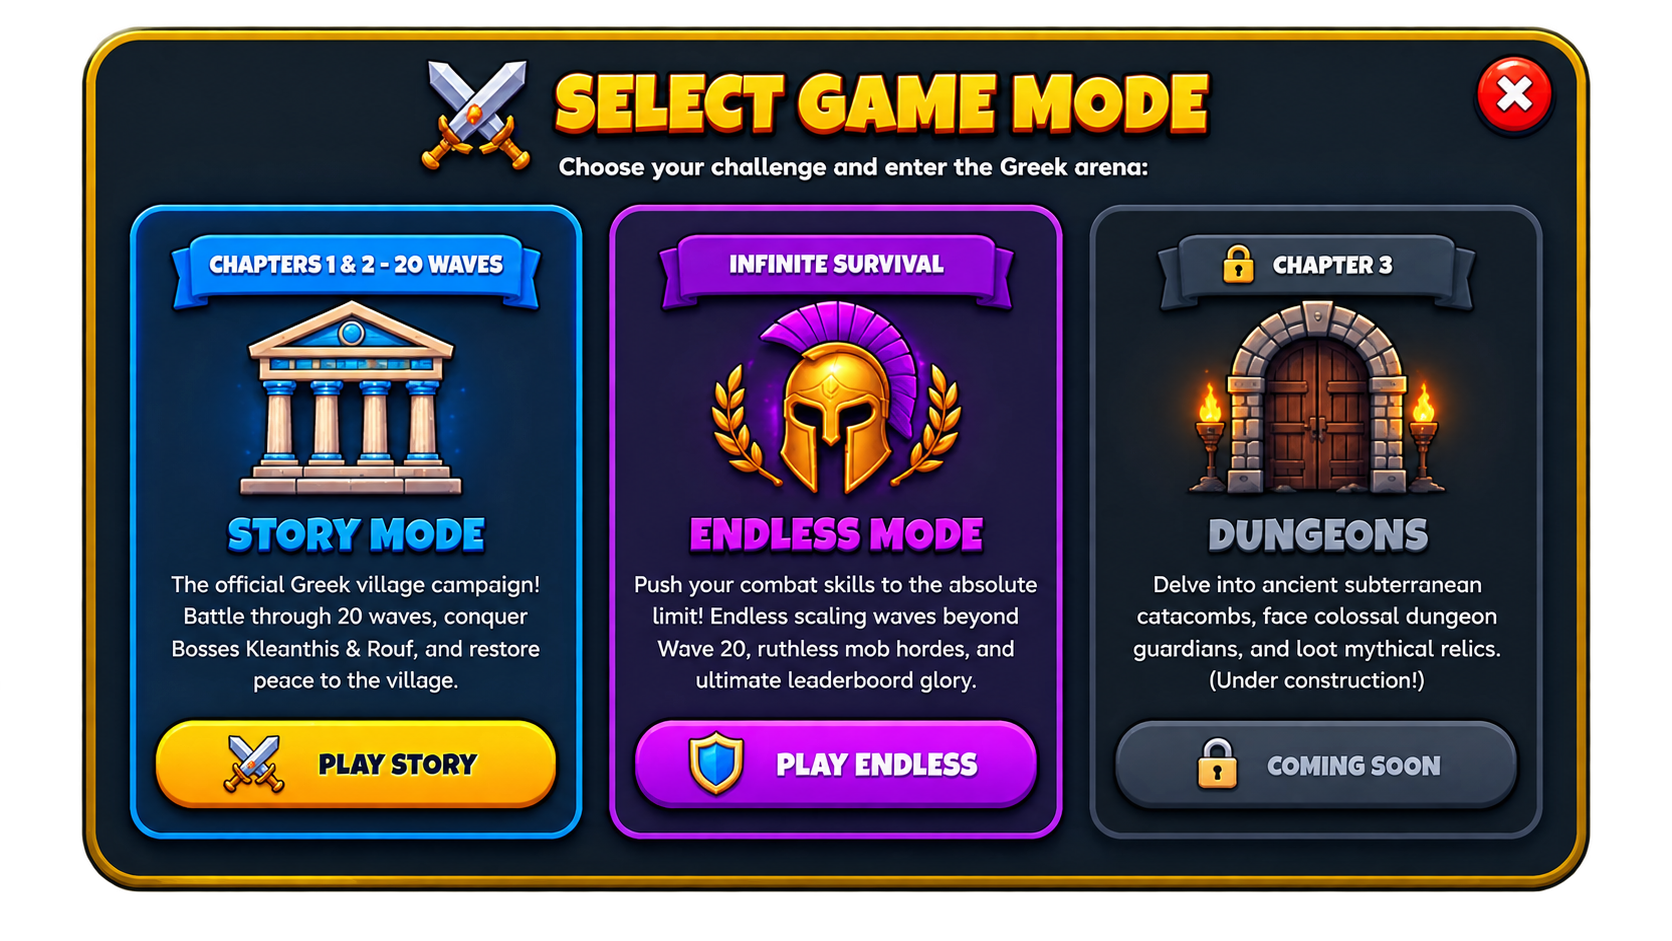 SELECT GAME MODE
Choose your challenge and enter the Greek arena:
CHAPTERS 1 & 2 - 20 WAVES
STORY MODE
The official Greek village campaign!
Battle through 20 waves, conquer
Bosses Kleanthis & Rouf, and restore
peace to the village.
PLAY STORY
INFINITE SURVIVAL
ENDLESS MODE
Push your combat skills to the absolute
limit! Endless scaling waves beyond
Wave 20, ruthless mob hordes, and
ultimate leaderboord glory.
PLAY ENDLESS
CHAPTER 3
DUNGEONS
Delve into ancient subterranean
catacombs, face colossal dungeon
guardians, and loot mythical relics.
(Under construction!)
COMING SOON